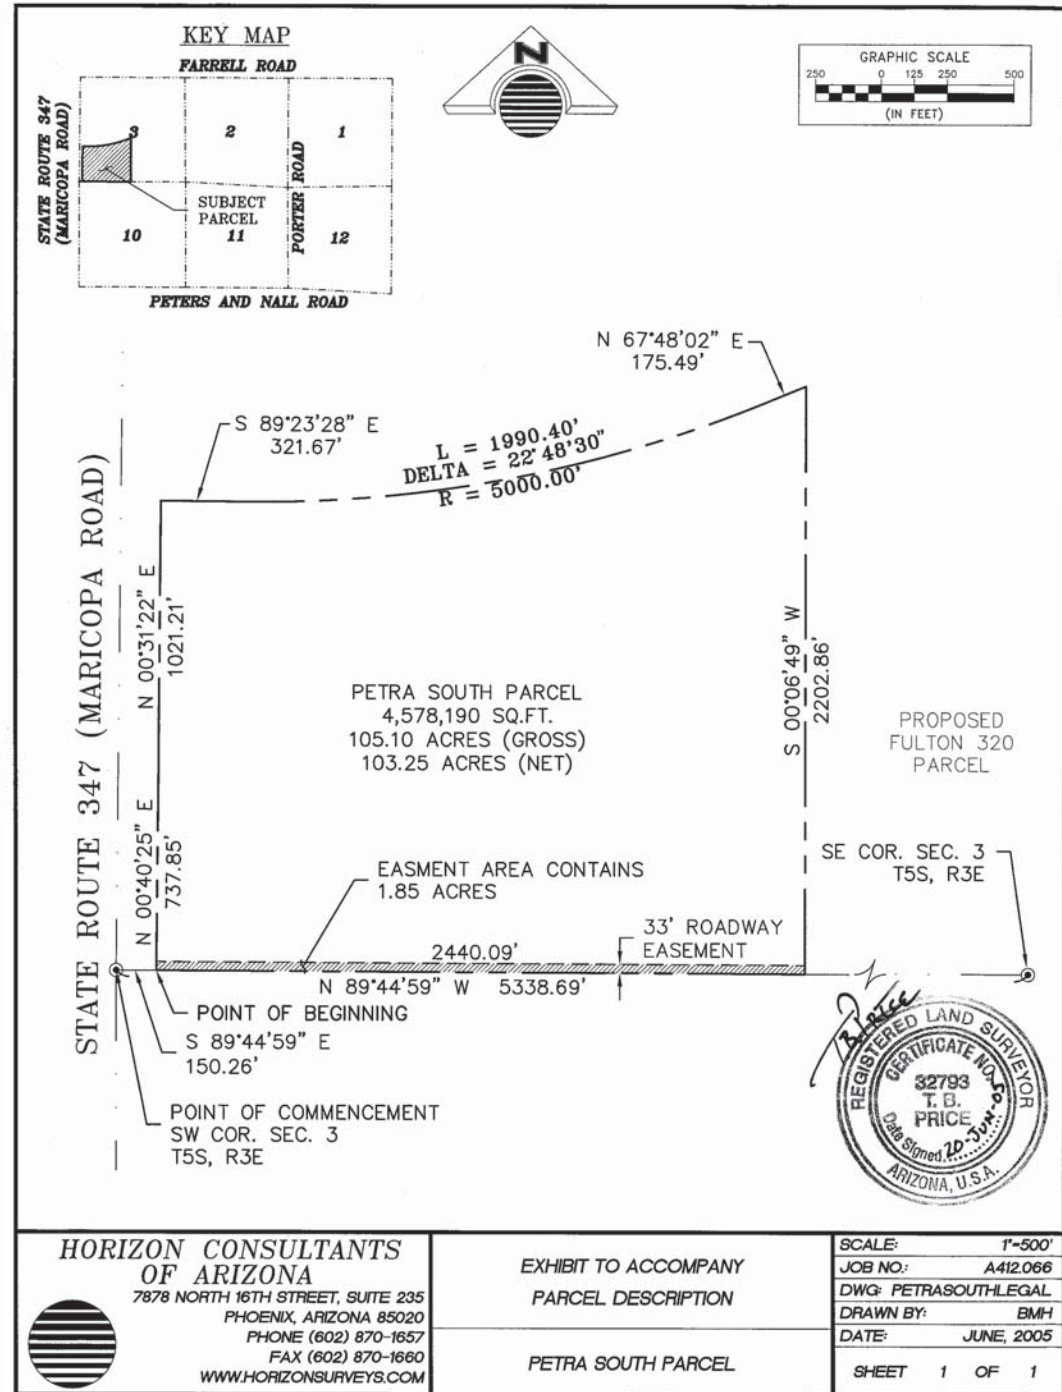 KEY MAP
FARRELL ROAD
STATE ROUTE 347
(MARICOPA ROAD)
3
2
1
PORTER ROAD
SUBJECT
PARCEL
10
11
12
PETERS AND NALL ROAD
N
GRAPHIC SCALE
250 0 125 250 500
(IN FEET)
N 67°48'02" E
175.49'
S 89°23'28" E
321.67'
L = 1990.40'
DELTA = 22°48'30"
R = 5000.00'
STATE ROUTE 347 (MARICOPA ROAD)
N 00°31'22" E
1021.21'
S 00°06'49" W
2202.86'
PETRA SOUTH PARCEL
4,578,190 SQ.FT.
105.10 ACRES (GROSS)
103.25 ACRES (NET)
PROPOSED
FULTON 320
PARCEL
N 00°40'25" E
737.85'
EASMENT AREA CONTAINS
1.85 ACRES
SE COR. SEC. 3
T5S, R3E
33' ROADWAY
EASEMENT
2440.09'
N 89°44'59" W 5338.69'
POINT OF BEGINNING
S 89°44'59" E
150.26'
POINT OF COMMENCEMENT
SW COR. SEC. 3
T5S, R3E
REGISTERED LAND SURVEYOR
CERTIFICATE NO.
32793
T. B.
PRICE
Date Signed 20-JUN-05
ARIZONA, U.S.A.
HORIZON CONSULTANTS
OF ARIZONA
7878 NORTH 16TH STREET, SUITE 235
PHOENIX, ARIZONA 85020
PHONE (602) 870-1657
FAX (602) 870-1660
WWW.HORIZONSURVEYS.COM
EXHIBIT TO ACCOMPANY
PARCEL DESCRIPTION
PETRA SOUTH PARCEL
SCALE: 1"=500'
JOB NO.: A412.066
DWG: PETRASOUTHLEGAL
DRAWN BY: BMH
DATE: JUNE, 2005
SHEET 1 OF 1